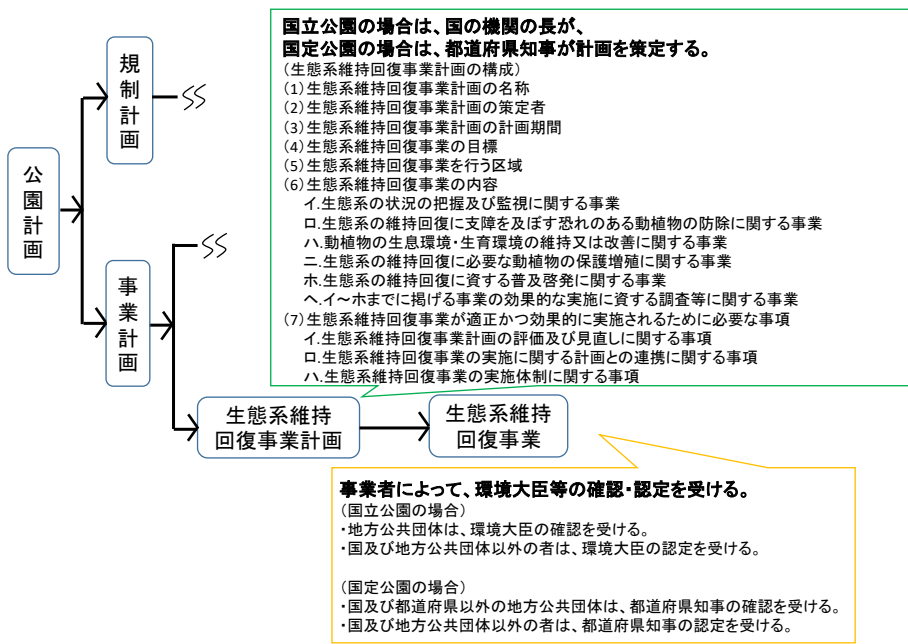 公園計画
規制計画
事業計画
国立公園の場合は、国の機関の長が、
国定公園の場合は、都道府県知事が計画を策定する。
（生態系維持回復事業計画の構成）
(1)生態系維持回復事業計画の名称
(2)生態系維持回復事業計画の策定者
(3)生態系維持回復事業計画の計画期間
(4)生態系維持回復事業の目標
(5)生態系維持回復事業を行う区域
(6)生態系維持回復事業の内容
イ.生態系の状況の把握及び監視に関する事業
ロ.生態系の維持回復に支障を及ぼす恐れのある動植物の防除に関する事業
ハ.動植物の生息環境・生育環境の維持又は改善に関する事業
ニ.生態系の維持回復に必要な動植物の保護増殖に関する事業
ホ.生態系の維持回復に資する普及啓発に関する事業
ヘ.イ～ホまでに掲げる事業の効果的な実施に資する調査等に関する事業
(7)生態系維持回復事業が適正かつ効果的に実施されるために必要な事項
イ.生態系維持回復事業計画の評価及び見直しに関する事項
ロ.生態系維持回復事業の実施に関する計画との連携に関する事項
ハ.生態系維持回復事業の実施体制に関する事項
生態系維持
回復事業計画
生態系維持
回復事業
事業者によって、環境大臣等の確認・認定を受ける。
（国立公園の場合）
・地方公共団体は、環境大臣の確認を受ける。
・国及び地方公共団体以外の者は、環境大臣の認定を受ける。
（国定公園の場合）
・国及び都道府県以外の地方公共団体は、都道府県知事の確認を受ける。
・国及び地方公共団体以外の者は、都道府県知事の認定を受ける。